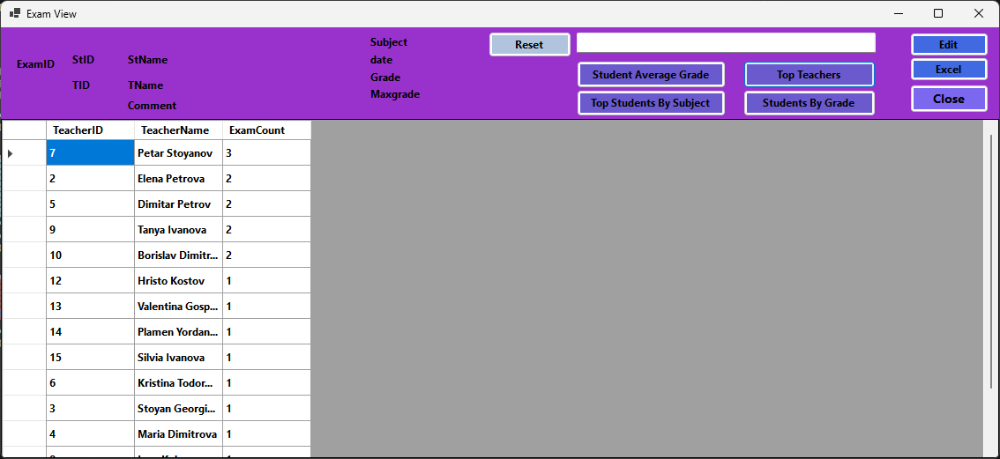 Exam View
ExamID
StID
StName
TID
TName
Comment
Subject
date
Grade
Maxgrade
Reset
Student Average Grade
Top Teachers
Top Students By Subject
Students By Grade
Edit
Excel
Close
TeacherID TeacherName ExamCount
7 Petar Stoyanov 3
2 Elena Petrova 2
5 Dimitar Petrov 2
9 Tanya Ivanova 2
10 Borislav Dimitr... 2
12 Hristo Kostov 1
13 Valentina Gosp... 1
14 Plamen Yordan... 1
15 Silvia Ivanova 1
6 Kristina Todor... 1
3 Stoyan Georgi... 1
4 Maria Dimitrova 1